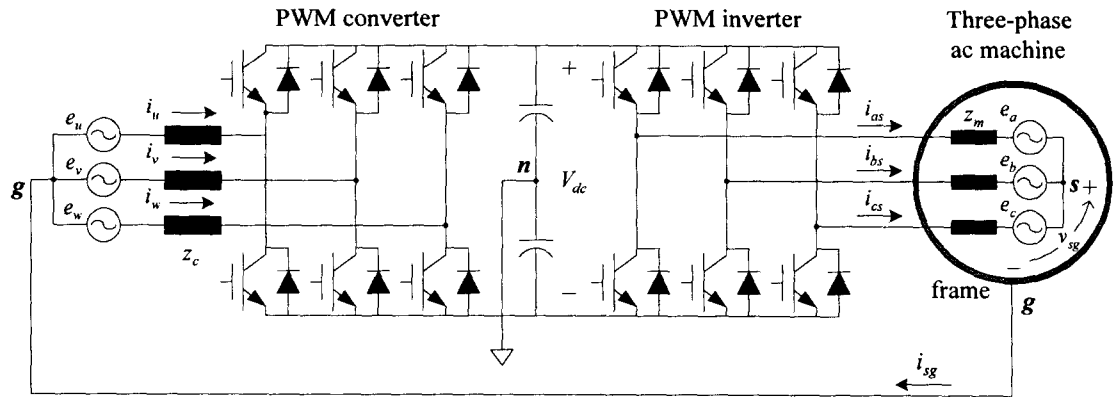 PWM converter
PWM inverter
Three-phase
ac machine
+
e_u
i_u
i_as
z_m
e_a
e_v
i_v
n
V_dc
i_bs
e_b
s +
g
e_w
i_w
i_cs
e_c
v_sg
z_c
−
−
frame
g
i_sg